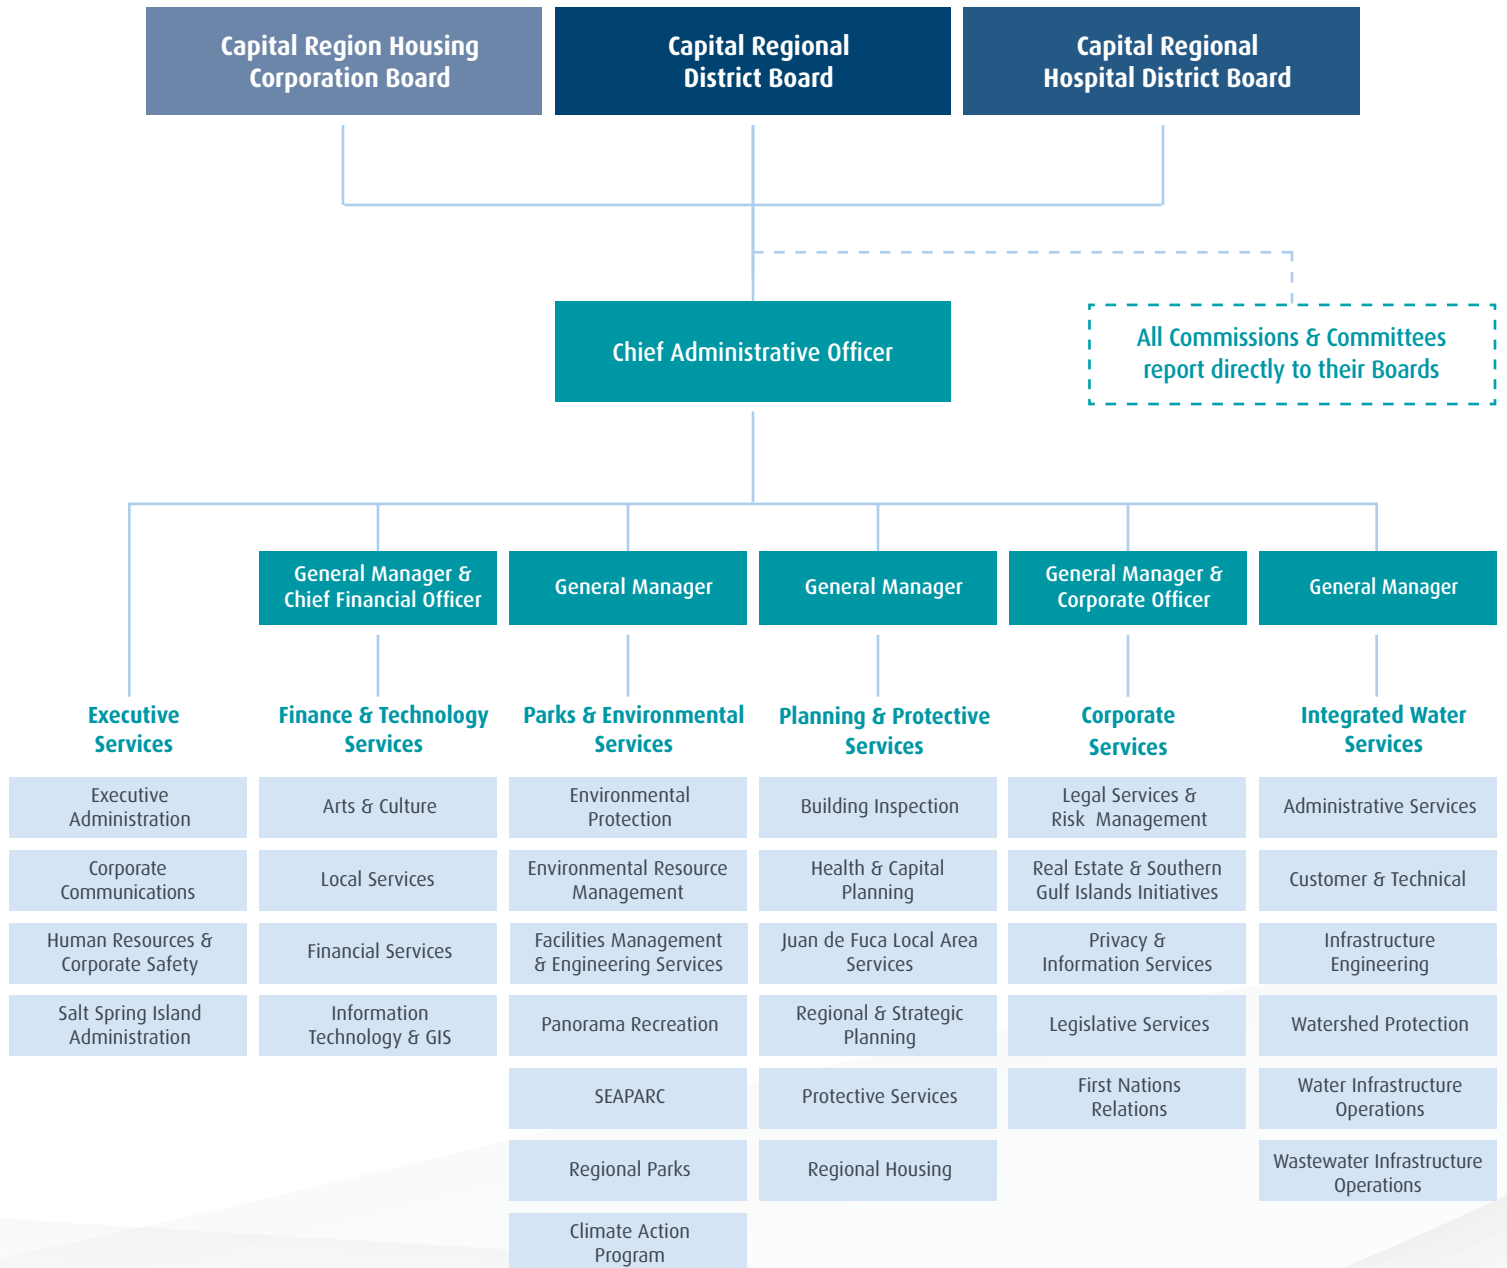 Capital Region Housing
Corporation Board
Capital Regional
District Board
Capital Regional
Hospital District Board
Chief Administrative Officer
All Commissions & Committees
report directly to their Boards
General Manager &
Chief Financial Officer
General Manager
General Manager
General Manager &
Corporate Officer
General Manager
Executive
Services
Executive
Administration
Corporate
Communications
Human Resources &
Corporate Safety
Salt Spring Island
Administration
Finance & Technology
Services
Arts & Culture
Local Services
Financial Services
Information
Technology & GIS
Parks & Environmental
Services
Environmental
Protection
Environmental Resource
Management
Facilities Management
& Engineering Services
Panorama Recreation
SEAPARC
Regional Parks
Climate Action
Program
Planning & Protective
Services
Building Inspection
Health & Capital
Planning
Juan de Fuca Local Area
Services
Regional & Strategic
Planning
Protective Services
Regional Housing
Corporate
Services
Legal Services &
Risk Management
Real Estate & Southern
Gulf Islands Initiatives
Privacy &
Information Services
Legislative Services
First Nations
Relations
Integrated Water
Services
Administrative Services
Customer & Technical
Infrastructure
Engineering
Watershed Protection
Water Infrastructure
Operations
Wastewater Infrastructure
Operations